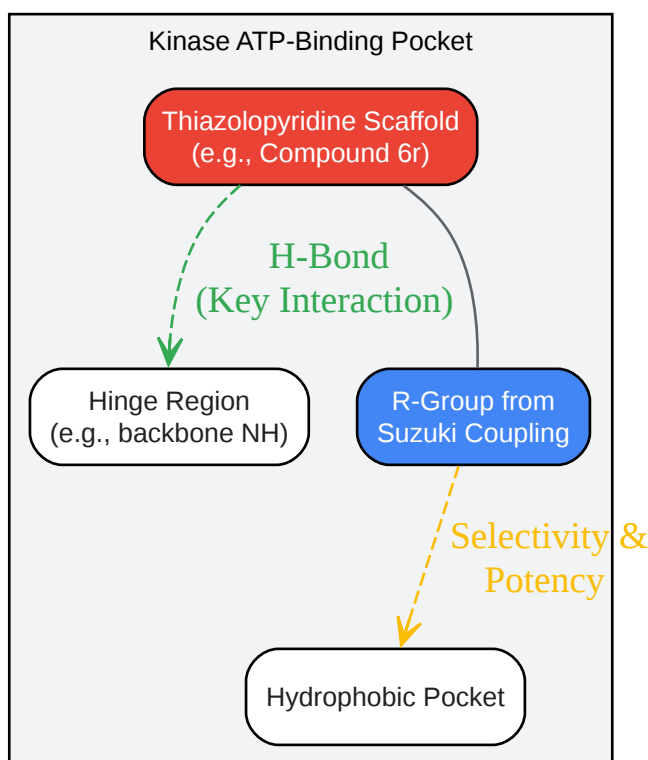 Kinase ATP-Binding Pocket
Thiazolopyridine Scaffold
(e.g., Compound 6r)
H-Bond
(Key Interaction)
Hinge Region
(e.g., backbone NH)
R-Group from
Suzuki Coupling
Selectivity &
Potency
Hydrophobic Pocket